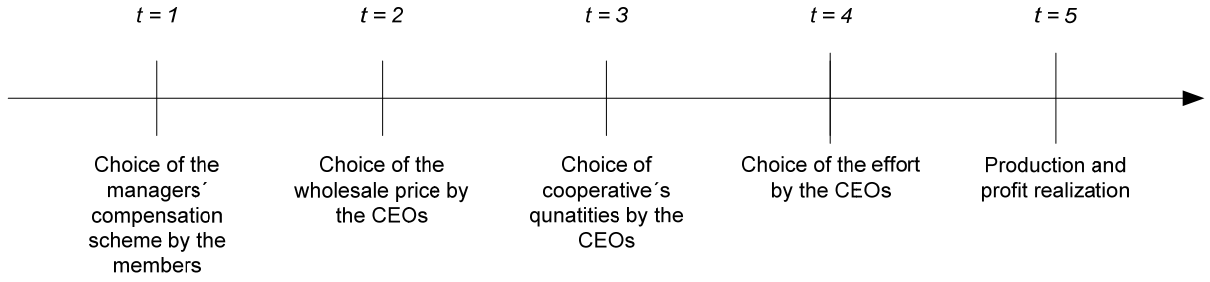 t = 1
t = 2
t = 3
t = 4
t = 5
Choice of the
managers´
compensation
scheme by the
members
Choice of the
wholesale price by
the CEOs
Choice of
cooperative´s
qunatities by the
CEOs
Choice of the effort
by the CEOs
Production and
profit realization